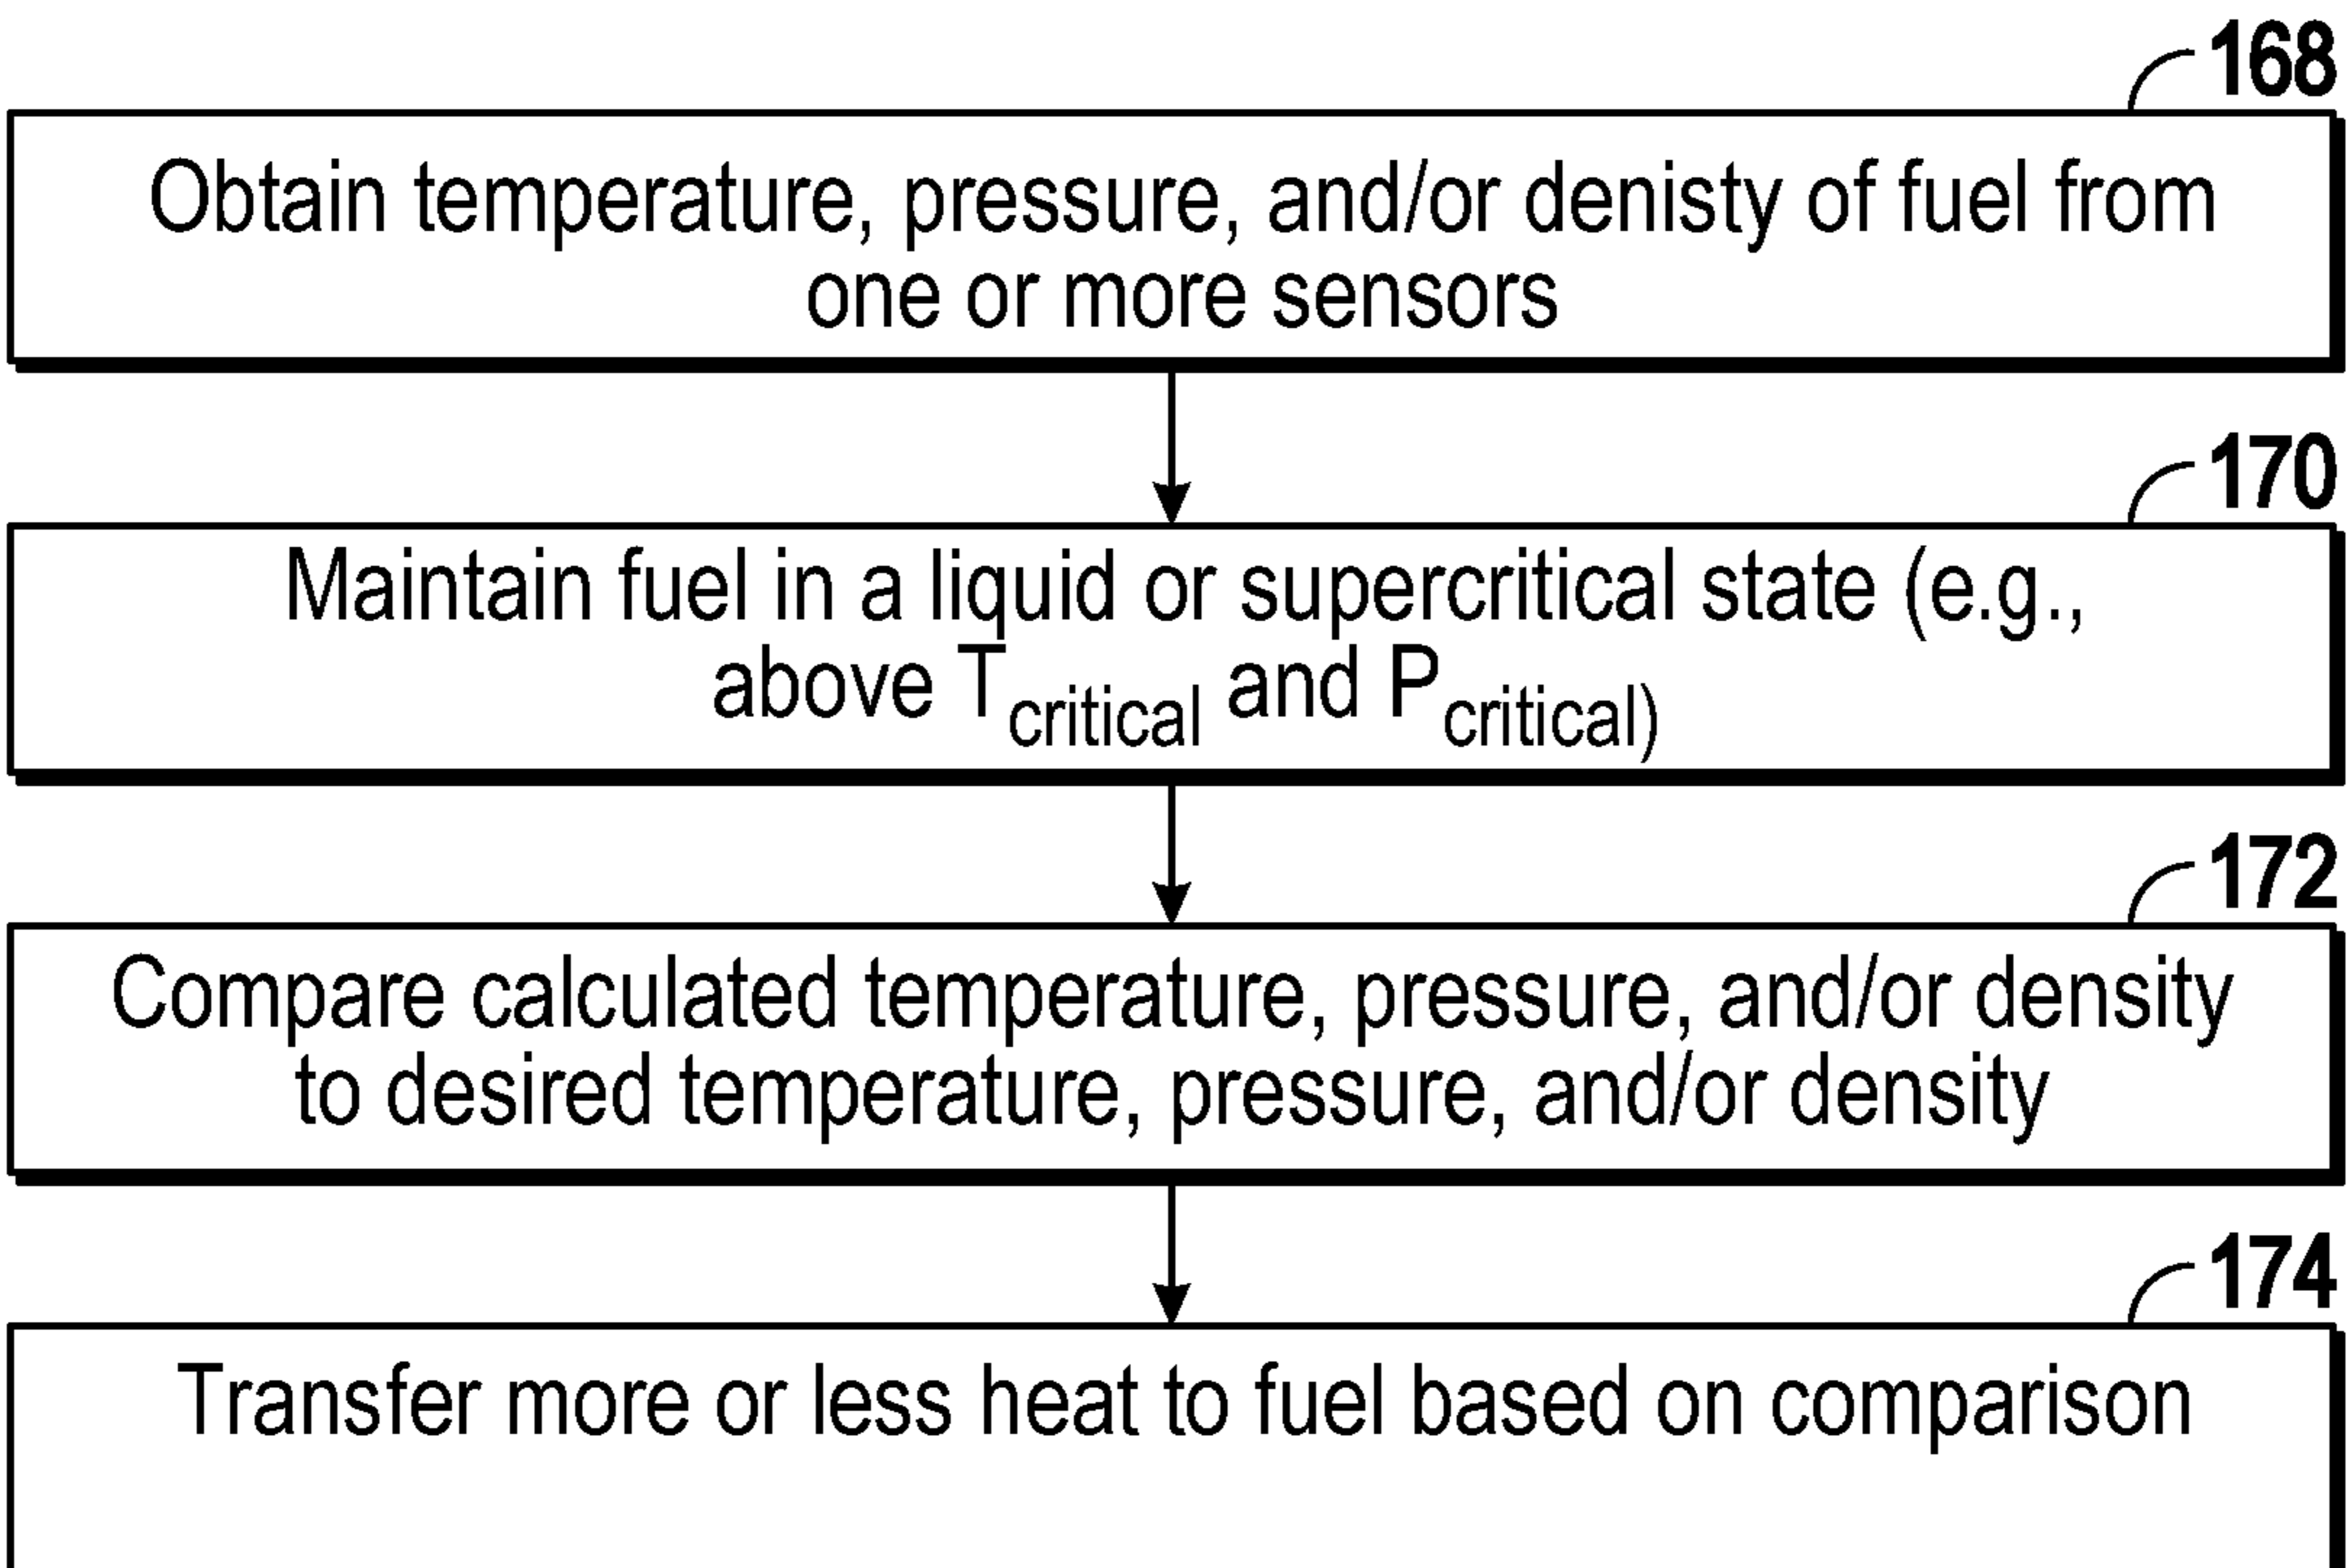 168
Obtain temperature, pressure, and/or denisty of fuel from
one or more sensors
170
Maintain fuel in a liquid or supercritical state (e.g.,
above Tcritical and Pcritical)
172
Compare calculated temperature, pressure, and/or density
to desired temperature, pressure, and/or density
174
Transfer more or less heat to fuel based on comparison